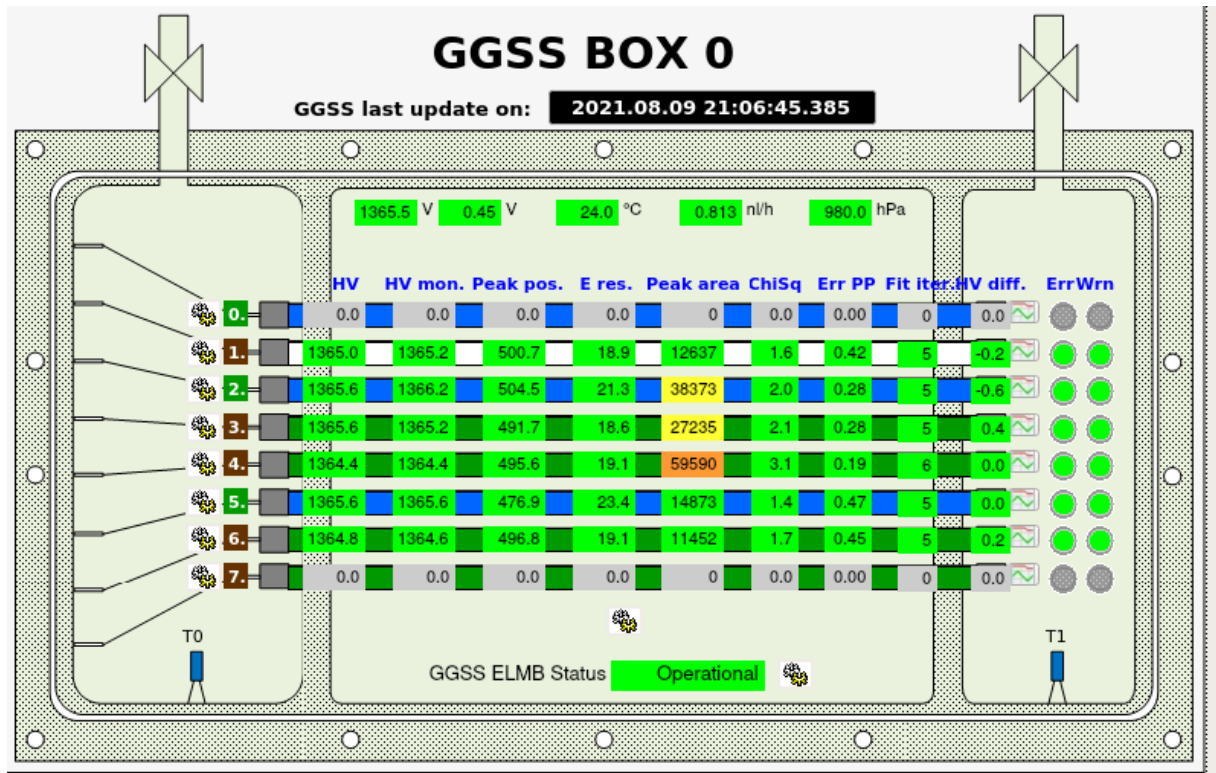 GGSS BOX 0
GGSS last update on: 2021.08.09 21:06:45.385
1365.5 V 0.45 V 24.0 °C 0.813 nl/h 980.0 hPa
HV HV mon. Peak pos. E res. Peak area ChiSq Err PP Fit iter. HV diff. Err Wrn
0. 0.0 0.0 0.0 0.0 0 0.0 0.00 0 0.0
1. 1365.0 1365.2 500.7 18.9 12637 1.6 0.42 5 -0.2
2. 1365.6 1366.2 504.5 21.3 38373 2.0 0.28 5 -0.6
3. 1365.6 1365.2 491.7 18.6 27235 2.1 0.28 5 0.4
4. 1364.4 1364.4 495.6 19.1 59590 3.1 0.19 6 0.0
5. 1365.6 1365.6 476.9 23.4 14873 1.4 0.47 5 0.0
6. 1364.8 1364.6 496.8 19.1 11452 1.7 0.45 5 0.2
7. 0.0 0.0 0.0 0.0 0 0.0 0.00 0 0.0
T0 T1
GGSS ELMB Status Operational